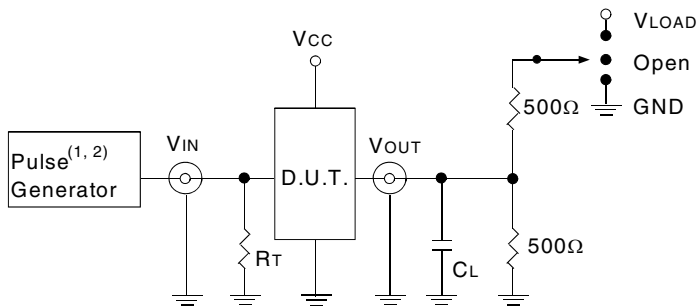 VLOAD
VCC
Open
500Ω
GND
VIN
VOUT
Pulse(1, 2)
Generator
D.U.T.
RT
CL
500Ω